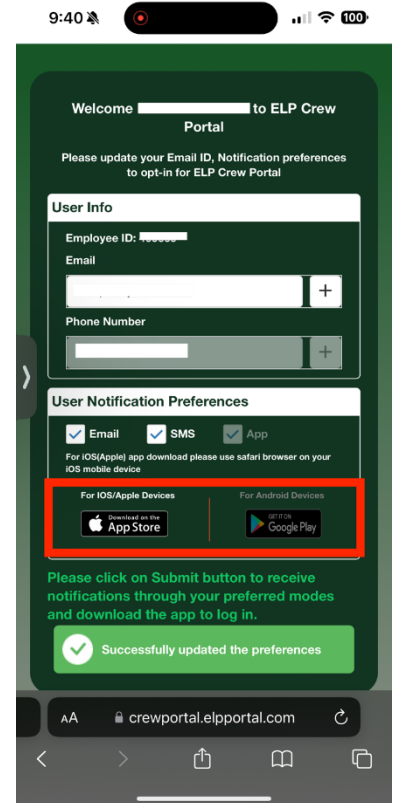 9:40
100
Welcome to ELP Crew
Portal
Please update your Email ID, Notification preferences
to opt-in for ELP Crew Portal
User Info
Employee ID:
Email
+
Phone Number
+
User Notification Preferences
Email SMS App
For iOS(Apple) app download please use safari browser on your
iOS mobile device
For IOS/Apple Devices
For Android Devices
Download on the
App Store
GET IT ON
Google Play
Please click on Submit button to receive
notifications through your preferred modes
and download the app to log in.
Successfully updated the preferences
AA crewportal.elpportal.com